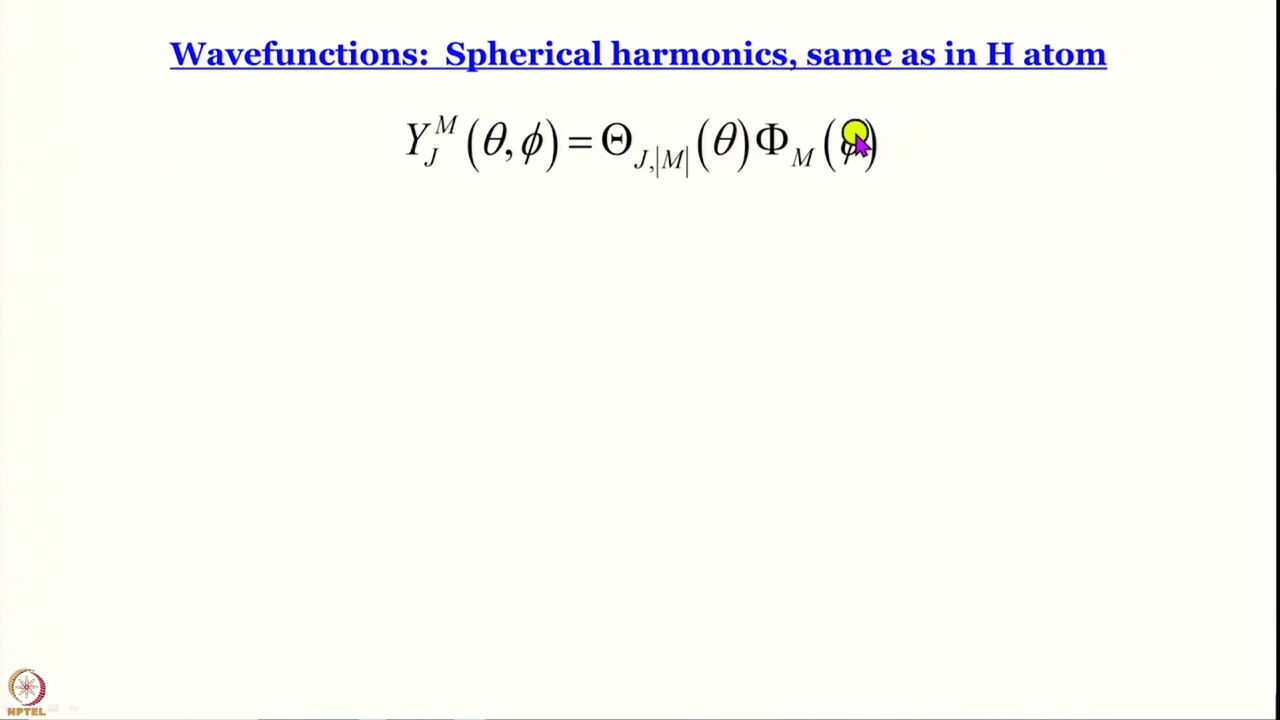 Wavefunctions: Spherical harmonics, same as in H atom
Y_J^M (θ, ϕ) = Θ_{J,|M|} (θ) Φ_M (ϕ)
NPTEL